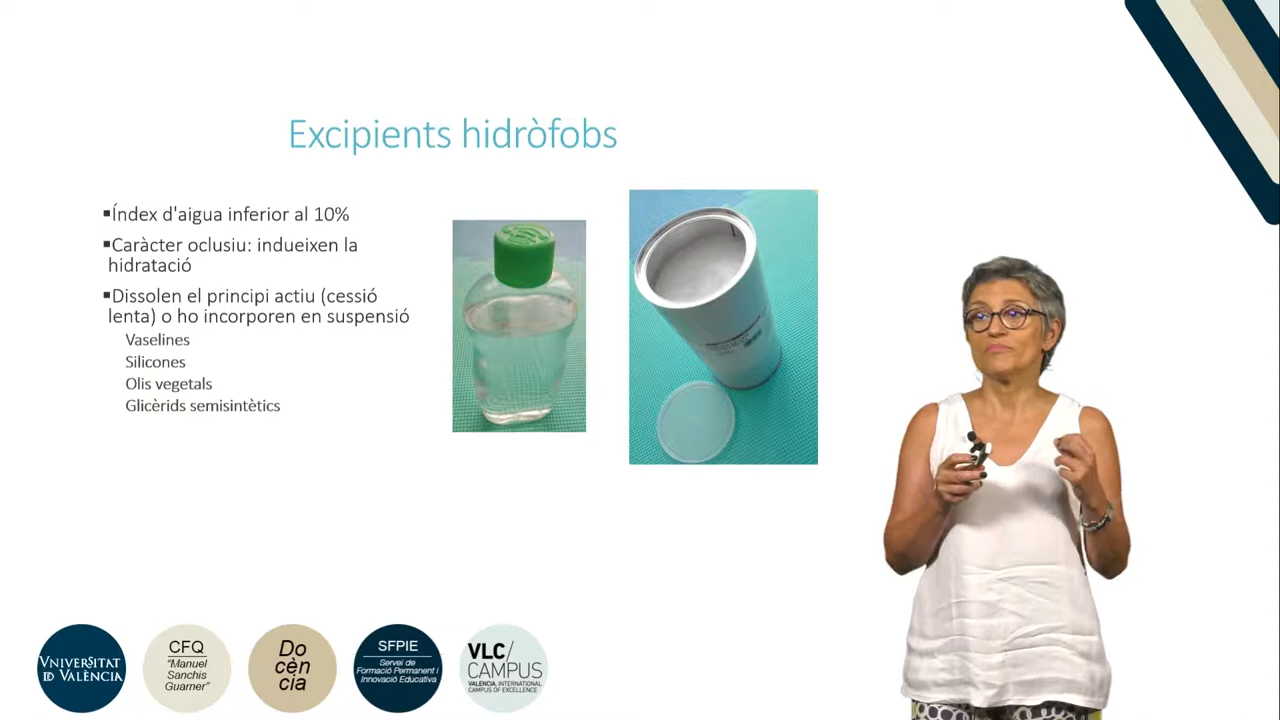 Excipients hidròfobs
▪Índex d'aigua inferior al 10%
▪Caràcter oclusiu: indueixen la
hidratació
▪Dissolen el principi actiu (cessió
lenta) o ho incorporen en suspensió
Vaselines
Silicones
Olis vegetals
Glicèrids semisintètics
VNIVERSITAT
ID VALÈNCIA
CFQ
"Manuel
Sanchis
Guarner"
Do
cèn
cia
SFPIE
Servei de
Formació Permanent i
Innovació Educativa
VLC/
CAMPUS
VALENCIA, INTERNATIONAL
CAMPUS OF EXCELLENCE